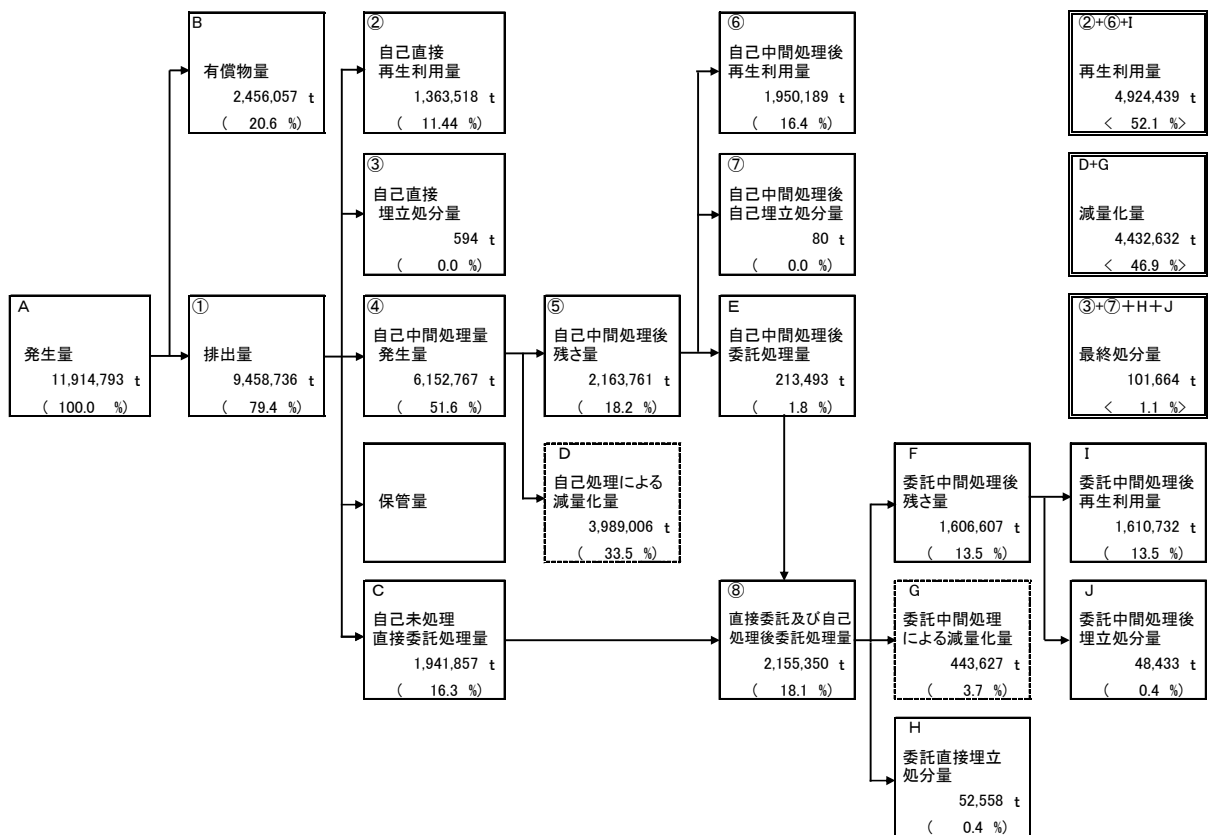 B
有償物量
2,456,057 t
( 20.6 %)
②
自己直接
再生利用量
1,363,518 t
( 11.44 %)
⑥
自己中間処理後
再生利用量
1,950,189 t
( 16.4 %)
②+⑥+I
再生利用量
4,924,439 t
< 52.1 %>
③
自己直接
埋立処分量
594 t
( 0.0 %)
⑦
自己中間処理後
自己埋立処分量
80 t
( 0.0 %)
D+G
減量化量
4,432,632 t
< 46.9 %>
A
発生量
11,914,793 t
( 100.0 %)
①
排出量
9,458,736 t
( 79.4 %)
④
自己中間処理量
発生量
6,152,767 t
( 51.6 %)
⑤
自己中間処理後
残さ量
2,163,761 t
( 18.2 %)
E
自己中間処理後
委託処理量
213,493 t
( 1.8 %)
③+⑦+H+J
最終処分量
101,664 t
< 1.1 %>
保管量
D
自己処理による
減量化量
3,989,006 t
( 33.5 %)
F
委託中間処理後
残さ量
1,606,607 t
( 13.5 %)
I
委託中間処理後
再生利用量
1,610,732 t
( 13.5 %)
C
自己未処理
直接委託処理量
1,941,857 t
( 16.3 %)
⑧
直接委託及び自己
処理後委託処理量
2,155,350 t
( 18.1 %)
G
委託中間処理
による減量化量
443,627 t
( 3.7 %)
J
委託中間処理後
埋立処分量
48,433 t
( 0.4 %)
H
委託直接埋立
処分量
52,558 t
( 0.4 %)